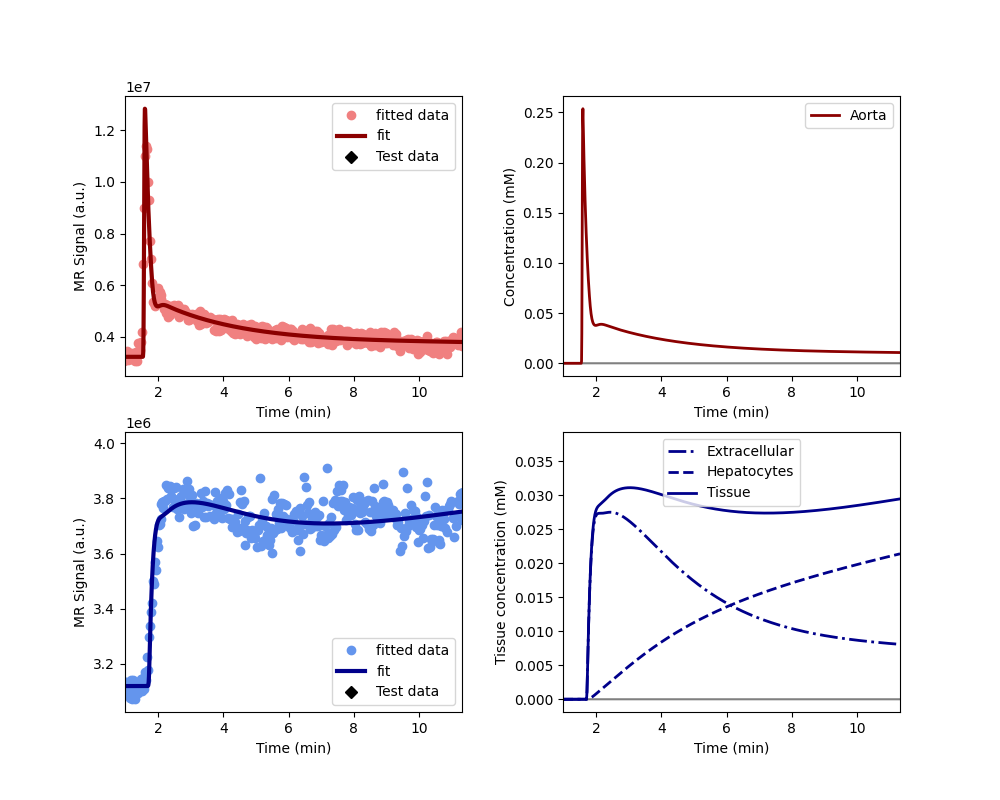 1e7
MR Signal (a.u.)
1.2
1.0
0.8
0.6
0.4
fitted data
fit
Test data
2 4 6 8 10
Time (min)
Concentration (mM)
0.25
0.20
0.15
0.10
0.05
0.00
Aorta
2 4 6 8 10
Time (min)
1e6
MR Signal (a.u.)
4.0
3.8
3.6
3.4
3.2
fitted data
fit
Test data
2 4 6 8 10
Time (min)
Tissue concentration (mM)
0.035
0.030
0.025
0.020
0.015
0.010
0.005
0.000
Extracellular
Hepatocytes
Tissue
2 4 6 8 10
Time (min)